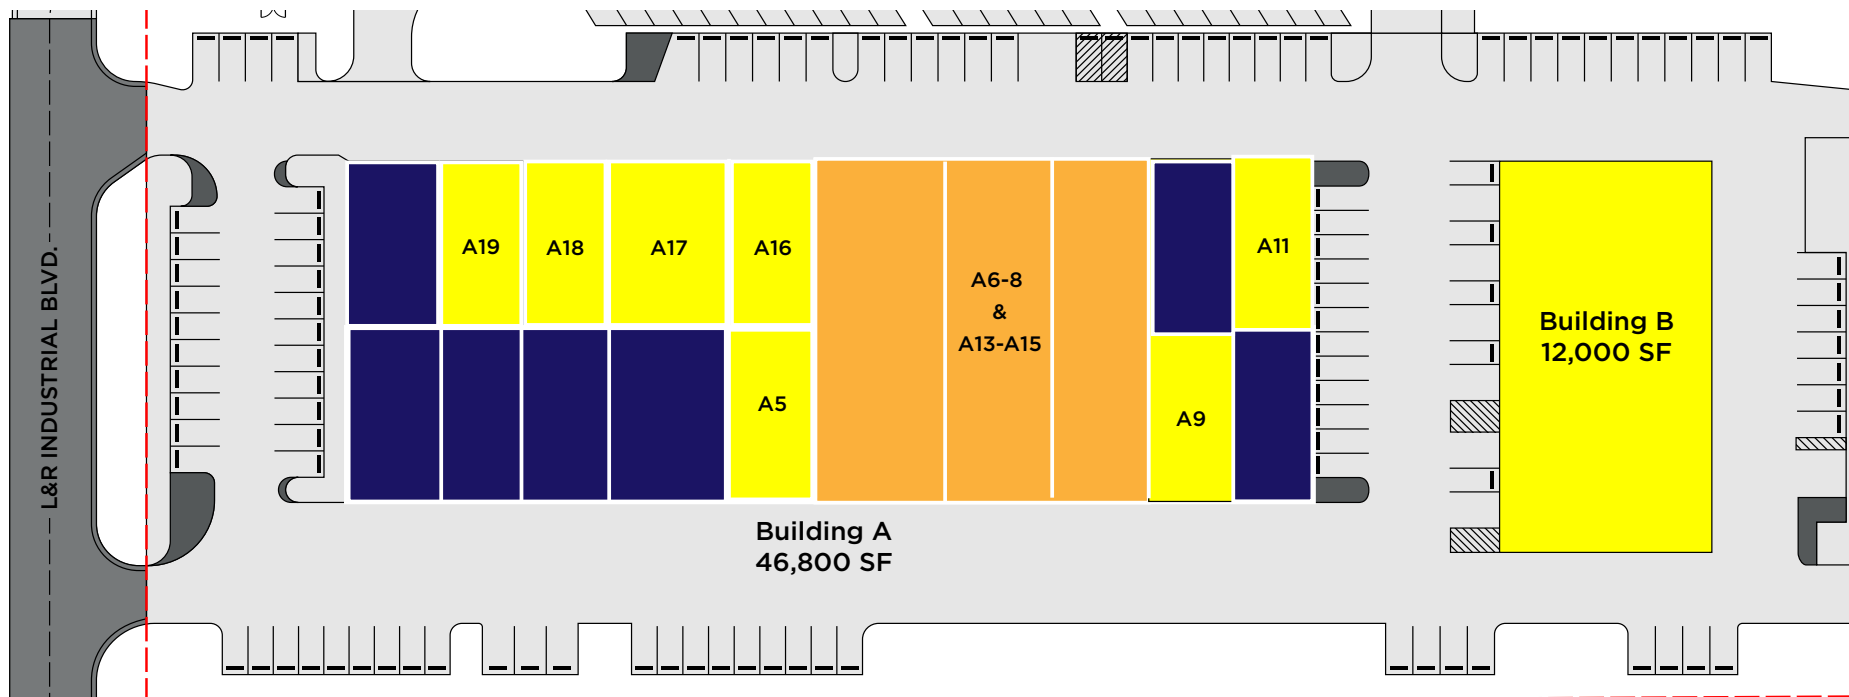 L&R INDUSTRIAL BLVD.
A19
A18
A17
A16
A6-8
&
A13-A15
A11
A5
A9
Building A
46,800 SF
Building B
12,000 SF